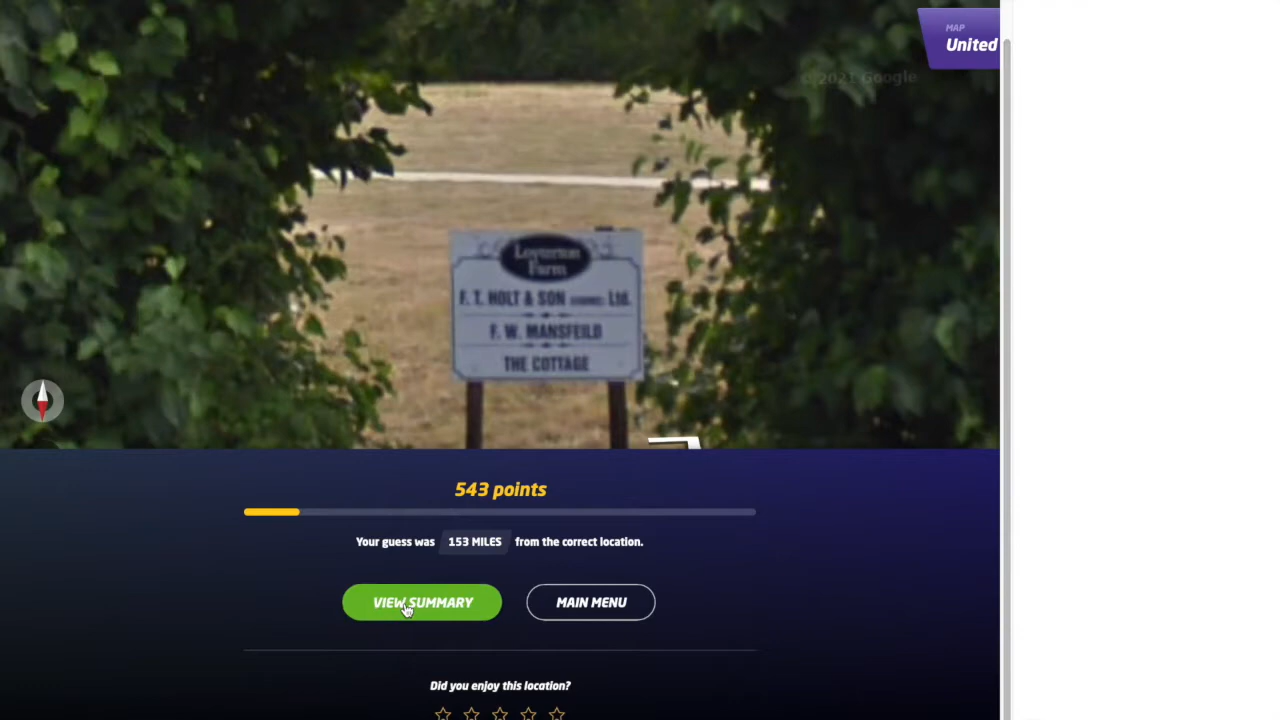 MAP
United
© 2021 Google
Farm
F. T. HOLT & SON Ltd.
F. W. MANSFEILD
THE COTTAGE
543 points
Your guess was 153 MILES from the correct location.
VIEW SUMMARY
MAIN MENU
Did you enjoy this location?